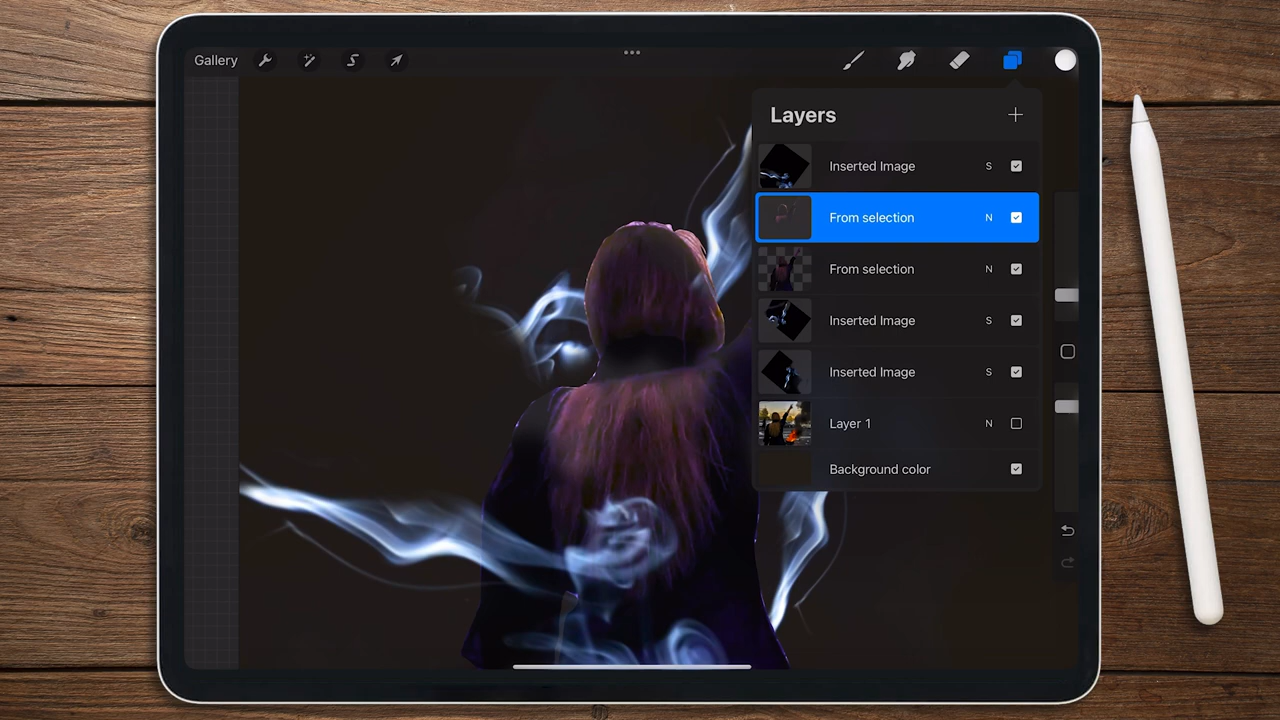 Gallery
Layers
Inserted Image S
From selection N
From selection N
Inserted Image S
Inserted Image S
Layer 1 N
Background color